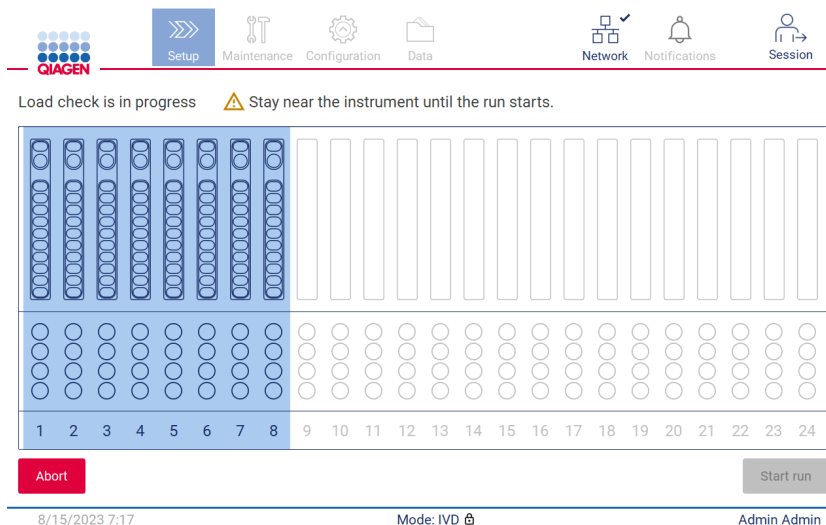 QIAGEN
Setup
Maintenance
Configuration
Data
Network
Notifications
Session
Load check is in progress
Stay near the instrument until the run starts.
1 2 3 4 5 6 7 8 9 10 11 12 13 14 15 16 17 18 19 20 21 22 23 24
Abort
Start run
8/15/2023 7:17
Mode: IVD
Admin Admin